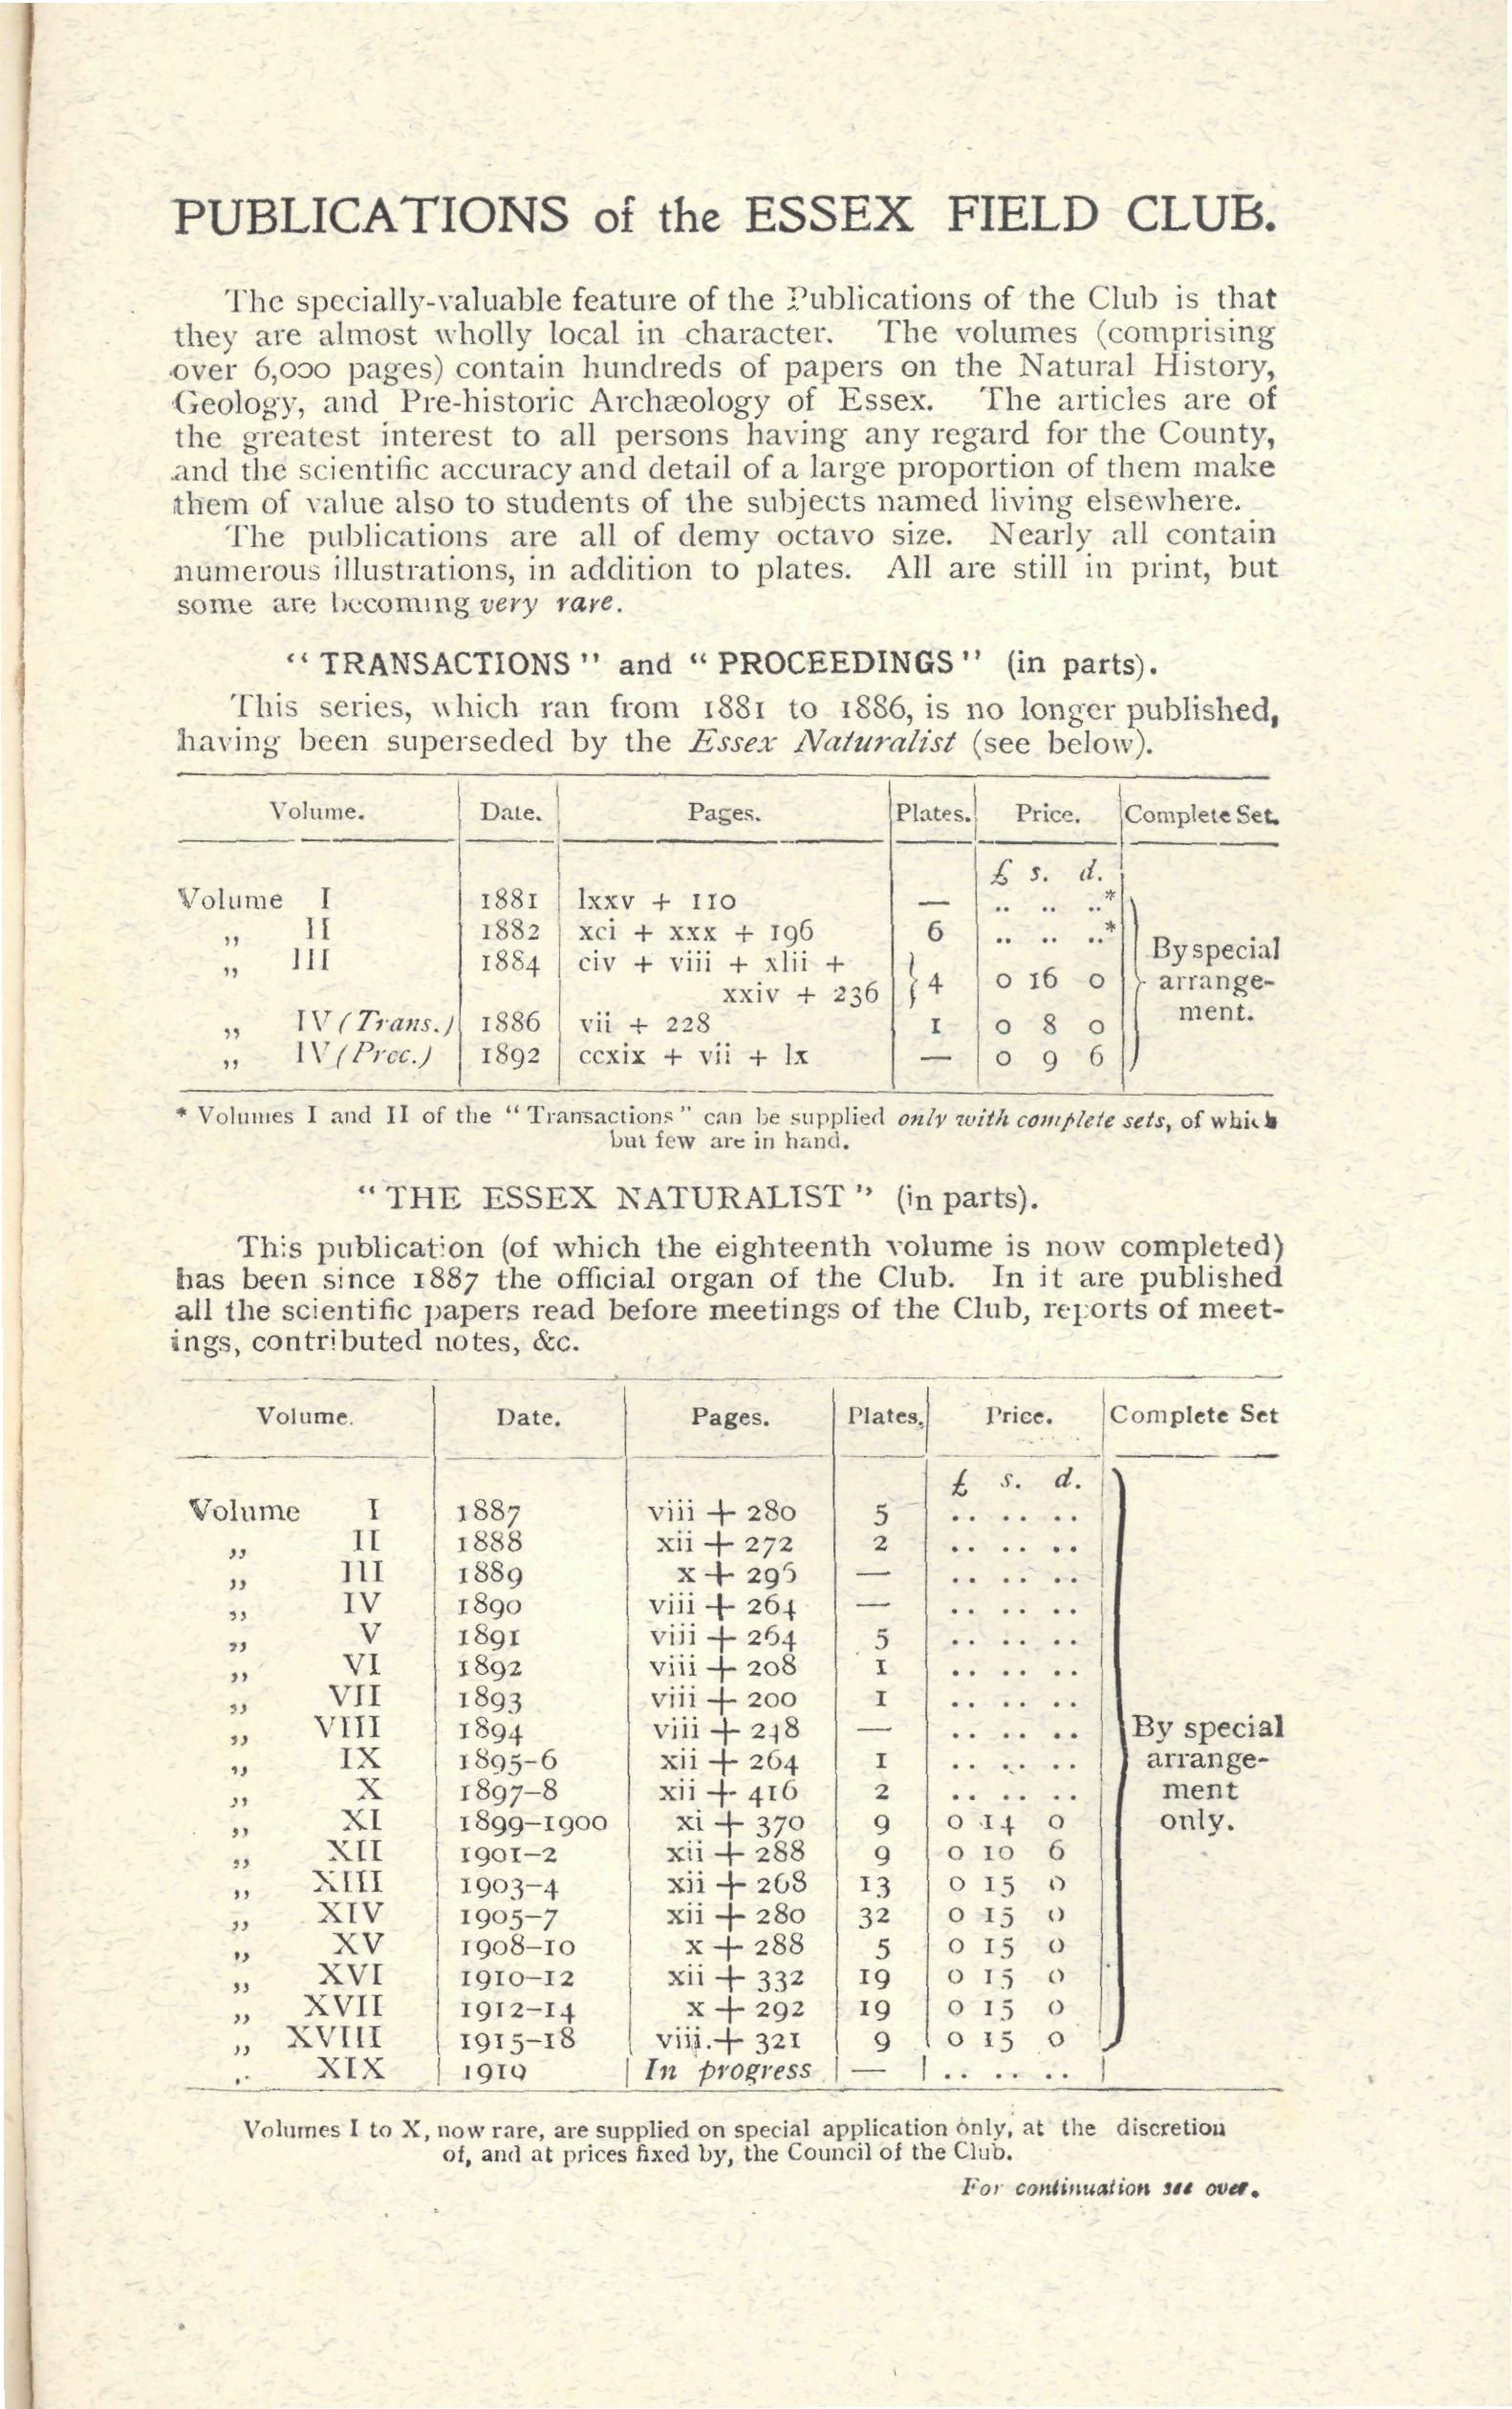 PUBLICATIONS of the ESSEX FIELD CLUB.
The specially-valuable feature of the Publications of the Club is that
they are almost wholly local in character. The volumes (comprising
over 6,000 pages) contain hundreds of papers on the Natural History,
Geology, and Pre-historic Archæology of Essex. The articles are of
the greatest interest to all persons having any regard for the County,
and the scientific accuracy and detail of a large proportion of them make
them of value also to students of the subjects named living elsewhere.
The publications are all of demy octavo size. Nearly all contain
numerous illustrations, in addition to plates. All are still in print, but
some are becoming very rare.
“TRANSACTIONS” and “PROCEEDINGS” (in parts).
This series, which ran from 1881 to 1886, is no longer published,
having been superseded by the Essex Naturalist (see below).
Volume. Date. Pages. Plates. Price. Complete Set.
£ s. d.
Volume I 1881 lxxv + 110 — .. .. ..*
„ II 1882 xci + xxx + 196 6 .. .. ..*
„ III 1884 civ + viii + xlii +
xxiv + 236 4 0 16 0
„ IV (Trans.) 1886 vii + 228 1 0 8 0
„ IV (Proc.) 1892 ccxix + vii + lx — 0 9 6
By special
arrange-
ment.
* Volumes I and II of the “Transactions” can be supplied only with complete sets, of which
but few are in hand.
“THE ESSEX NATURALIST” (in parts).
This publication (of which the eighteenth volume is now completed)
has been since 1887 the official organ of the Club. In it are published
all the scientific papers read before meetings of the Club, reports of meet-
ings, contributed notes, &c.
Volume. Date. Pages. Plates. Price. Complete Set
£ s. d.
Volume I 1887 viii + 280 5 .. .. ..
„ II 1888 xii + 272 2 .. .. ..
„ III 1889 x + — .. .. ..
„ IV 1890 viii + 264 — .. .. ..
„ V 1891 viii + 264 5 .. .. ..
„ VI 1892 viii + 208 1 .. .. ..
„ VII 1893 viii + 200 1 .. .. ..
„ VIII 1894 viii + — .. .. ..
„ IX 1895-6 xii + 264 1 .. .. ..
„ X 1897-8 xii + 416 2 .. .. ..
„ XI 1899-1900 xi + 370 9 0 14 0
„ XII 1901-2 xii + 288 9 0 10 6
„ XIII 1903-4 xii + 268 13 0 15 0
„ XIV 1905-7 xii + 280 32 0 15 0
„ XV 1908-10 x + 288 5 0 15 0
„ XVI 1910-12 xii + 332 19 0 15 0
„ XVII 1912-14 x + 292 19 0 15 0
„ XVIII 1915-18 viii. + 321 9 0 15 0
„ XIX 1919 In progress — .. .. ..
By special
arrange-
ment
only.
Volumes I to X, now rare, are supplied on special application only, at the discretion
of, and at prices fixed by, the Council of the Club.
For continuation see over.